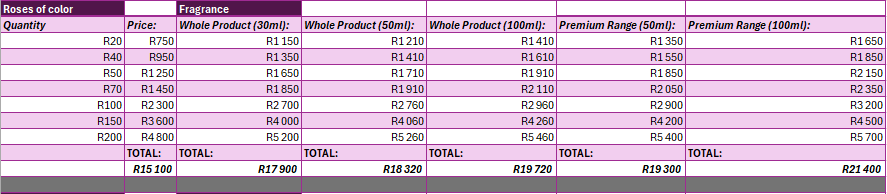 Roses of color Fragrance
Quantity Price: Whole Product (30ml): Whole Product (50ml): Whole Product (100ml): Premium Range (50ml): Premium Range (100ml):
R20 R750 R1 150 R1 210 R1 410 R1 350 R1 650
R40 R950 R1 350 R1 410 R1 610 R1 550 R1 850
R50 R1 250 R1 650 R1 710 R1 910 R1 850 R2 150
R70 R1 450 R1 850 R1 910 R2 110 R2 050 R2 350
R100 R2 300 R2 700 R2 760 R2 960 R2 900 R3 200
R150 R3 600 R4 000 R4 060 R4 260 R4 200 R4 500
R200 R4 800 R5 200 R5 260 R5 460 R5 400 R5 700
TOTAL: TOTAL: TOTAL: TOTAL: TOTAL: TOTAL:
R15 100 R17 900 R18 320 R19 720 R19 300 R21 400